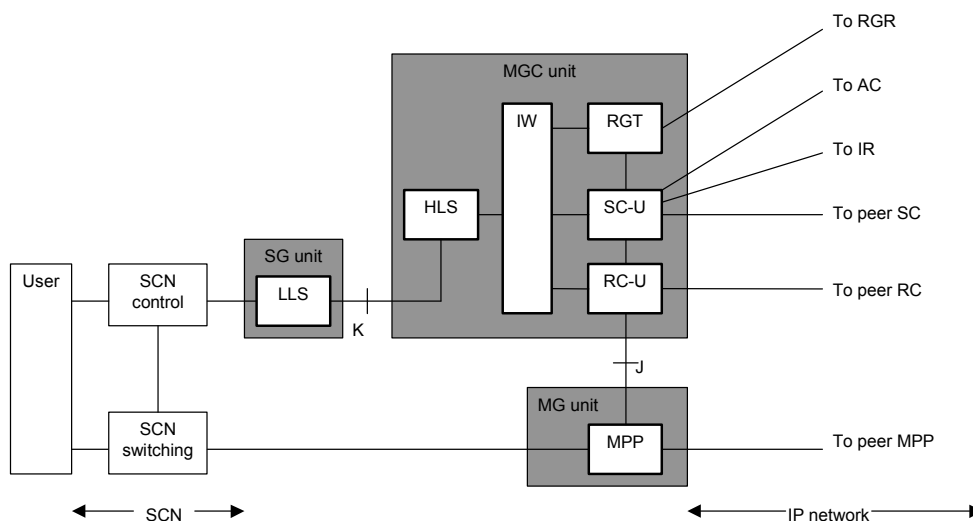 To RGR
MGC unit
To AC
IW
RGT
To IR
HLS
SC-U
To peer SC
SG unit
User
SCN
control
LLS
RC-U
To peer RC
K
J
MG unit
SCN
switching
MPP
To peer MPP
SCN
IP network